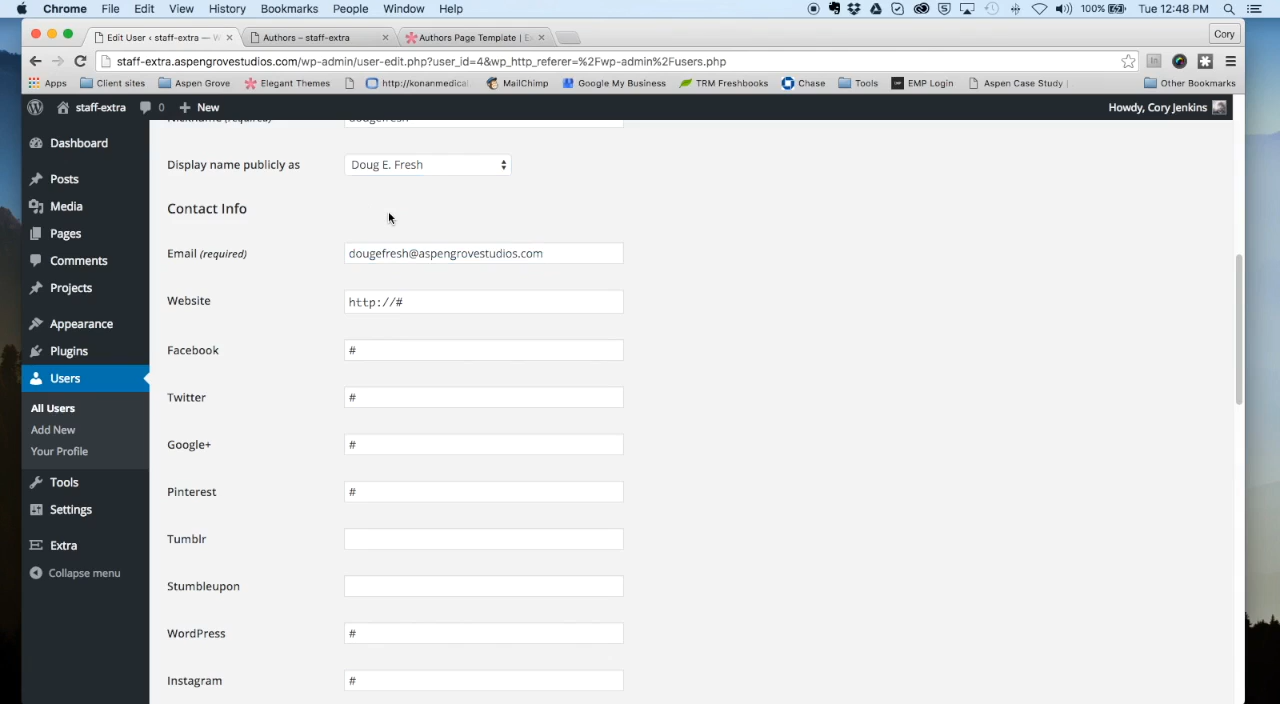 Chrome File Edit View History Bookmarks People Window Help 100% Tue 12:48 PM
Edit User ‹ staff-extra — W Authors – staff-extra Authors Page Template | E Cory
staff-extra.aspengrovestudios.com/wp-admin/user-edit.php?user_id=4&wp_http_referer=%2Fwp-admin%2Fusers.php
Apps Client sites Aspen Grove Elegant Themes http://konanmedical MailChimp Google My Business TRM Freshbooks Chase Tools EMP Login Aspen Case Study | Other Bookmarks
staff-extra 0 New Howdy, Cory Jenkins
Dashboard
Posts
Media
Pages
Comments
Projects
Appearance
Plugins
Users
All Users
Add New
Your Profile
Tools
Settings
Extra
Collapse menu
Nickname (required) dougefresh
Display name publicly as Doug E. Fresh
Contact Info
Email (required) dougefresh@aspengrovestudios.com
Website http://#
Facebook #
Twitter #
Google+ #
Pinterest #
Tumblr
Stumbleupon
WordPress #
Instagram #